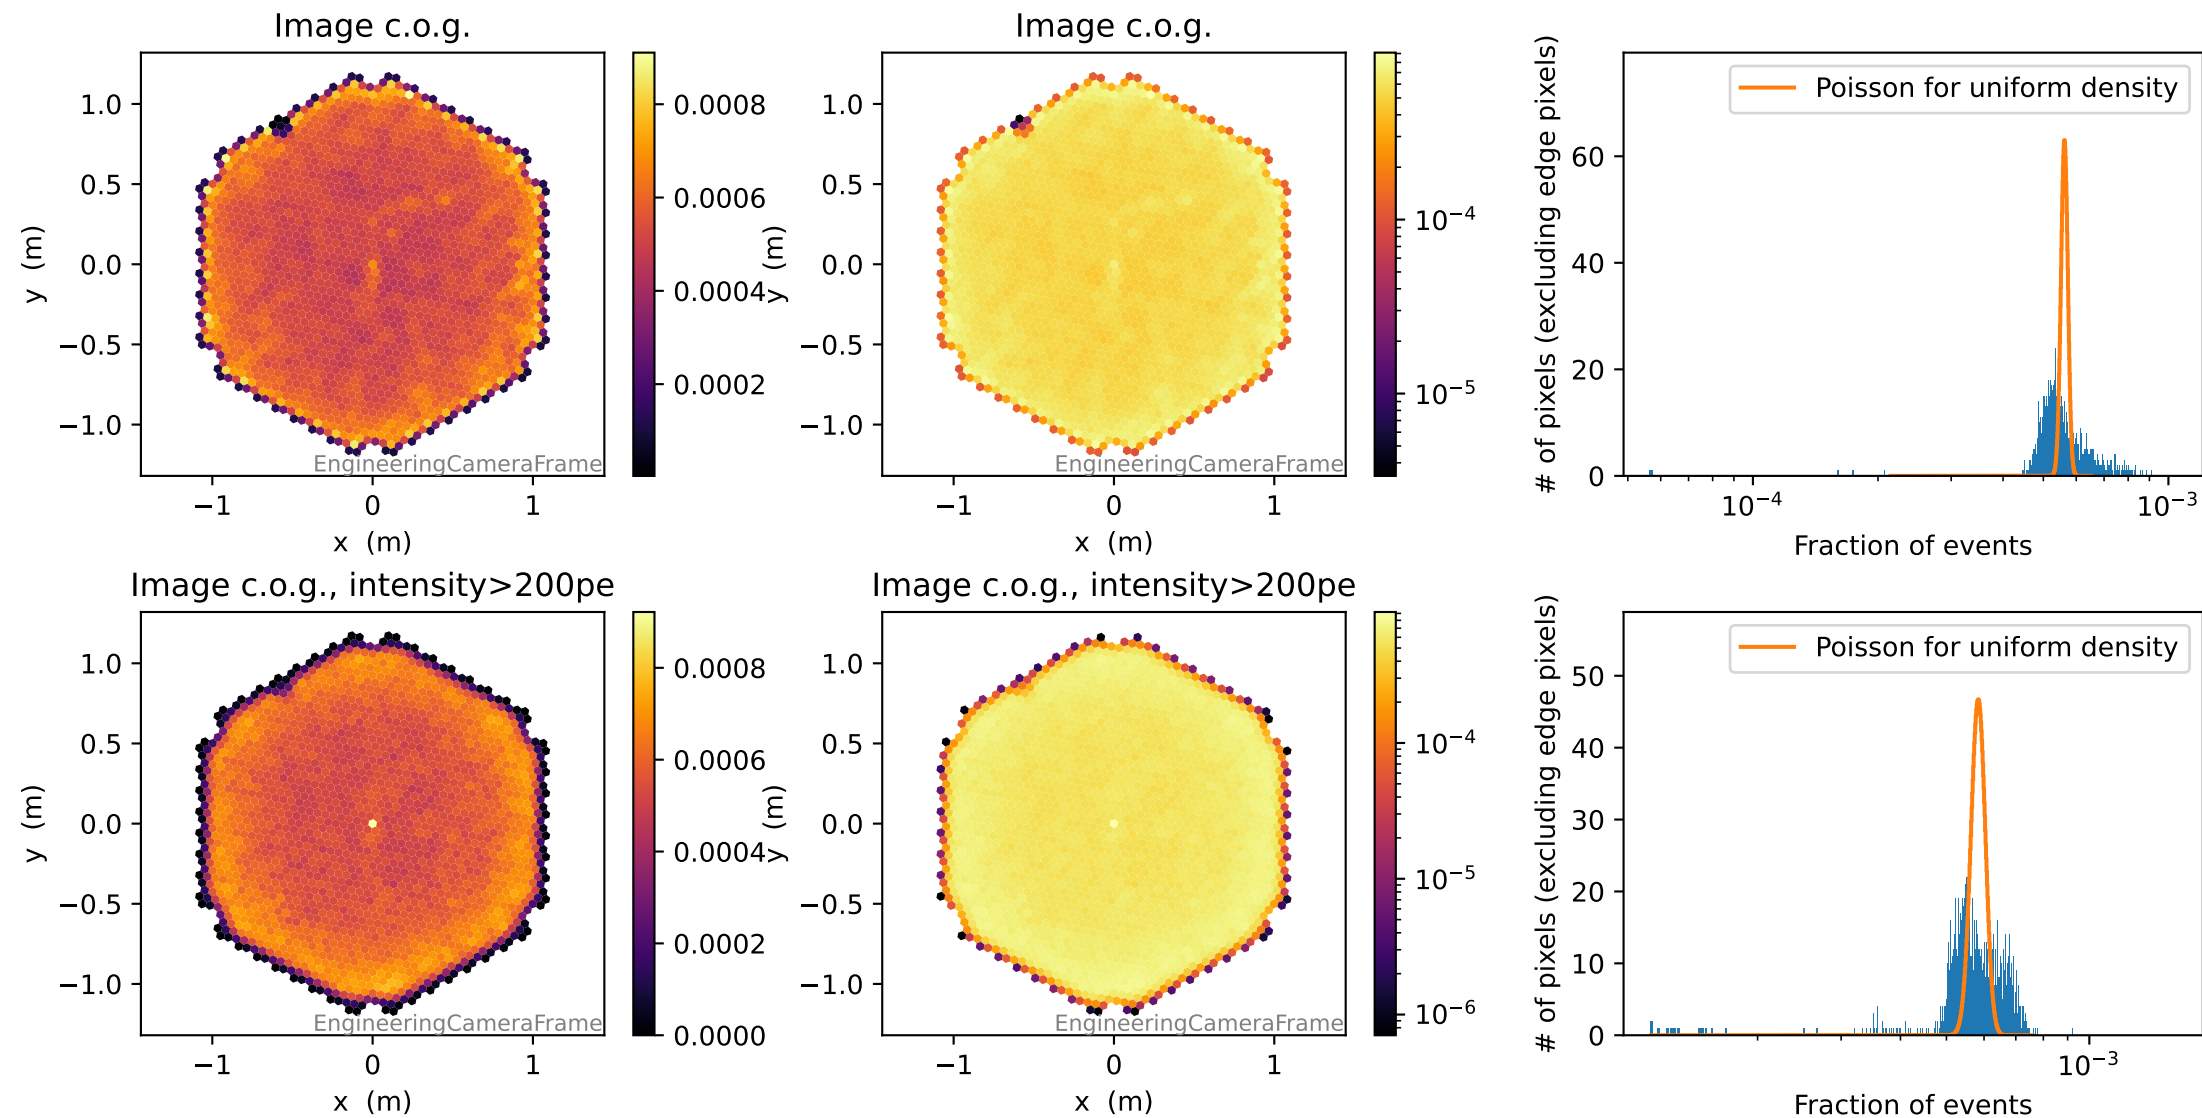 Image c.o.g.
1.0
0.5
0.0
−0.5
−1.0
y (m)
−1
0
1
x (m)
EngineeringCameraFrame
0.0008
0.0006
0.0004
0.0002
Image c.o.g.
1.0
0.5
0.0
−0.5
−1.0
y (m)
−1
0
1
x (m)
EngineeringCameraFrame
10⁻⁴
10⁻⁵
# of pixels (excluding edge pixels)
60
40
20
0
Poisson for uniform density
10⁻⁴
10⁻³
Fraction of events
Image c.o.g., intensity>200pe
1.0
0.5
0.0
−0.5
−1.0
y (m)
−1
0
1
x (m)
EngineeringCameraFrame
0.0008
0.0006
0.0004
0.0002
0.0000
Image c.o.g., intensity>200pe
1.0
0.5
0.0
−0.5
−1.0
y (m)
−1
0
1
x (m)
EngineeringCameraFrame
10⁻⁴
10⁻⁵
10⁻⁶
# of pixels (excluding edge pixels)
50
40
30
20
10
0
Poisson for uniform density
10⁻³
Fraction of events